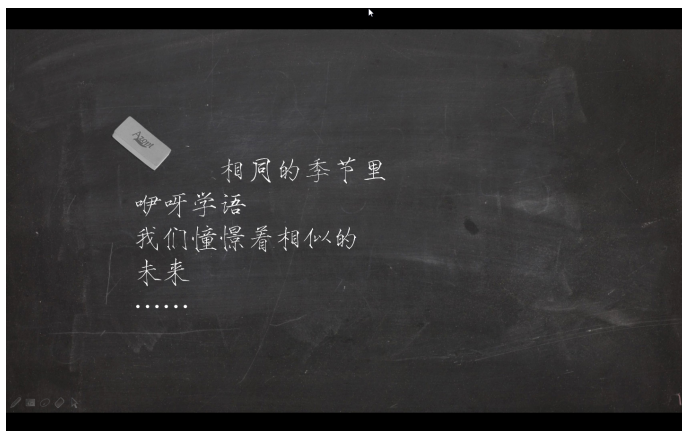 相同的季节里
咿呀学语
我们憧憬着相似的
未来
……